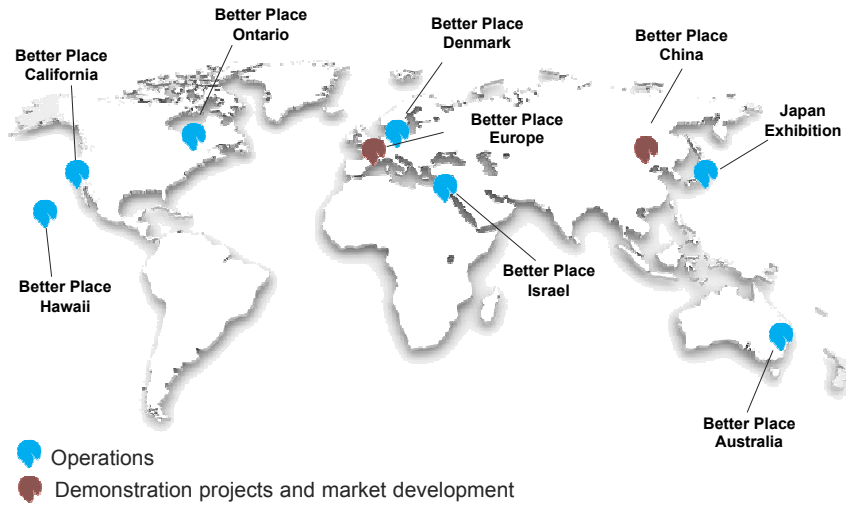 Better Place
Ontario
Better Place
Denmark
Better Place
China
Better Place
California
Better Place
Europe
Japan
Exhibition
Better Place
Hawaii
Better Place
Israel
Better Place
Australia
Operations
Demonstration projects and market development